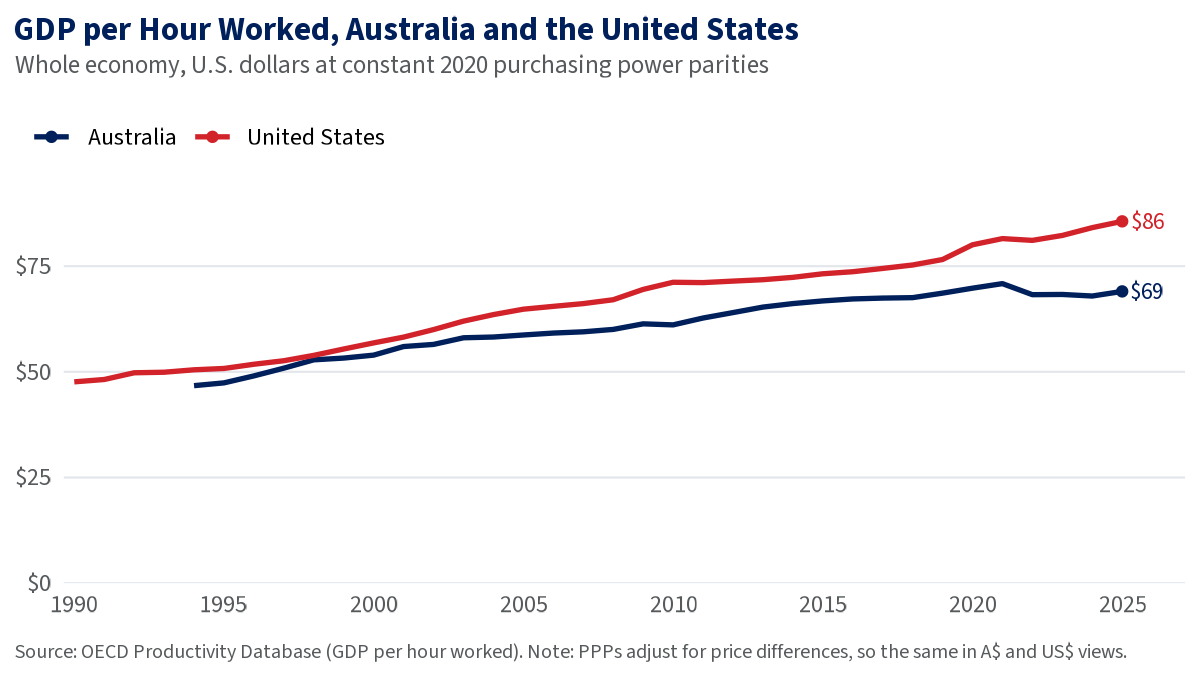 GDP per Hour Worked, Australia and the United States
Whole economy, U.S. dollars at constant 2020 purchasing power parities
Australia United States
$86
$75
$69
$50
$25
$0
1990 1995 2000 2005 2010 2015 2020 2025
Source: OECD Productivity Database (GDP per hour worked). Note: PPPs adjust for price differences, so the same in A$ and US$ views.